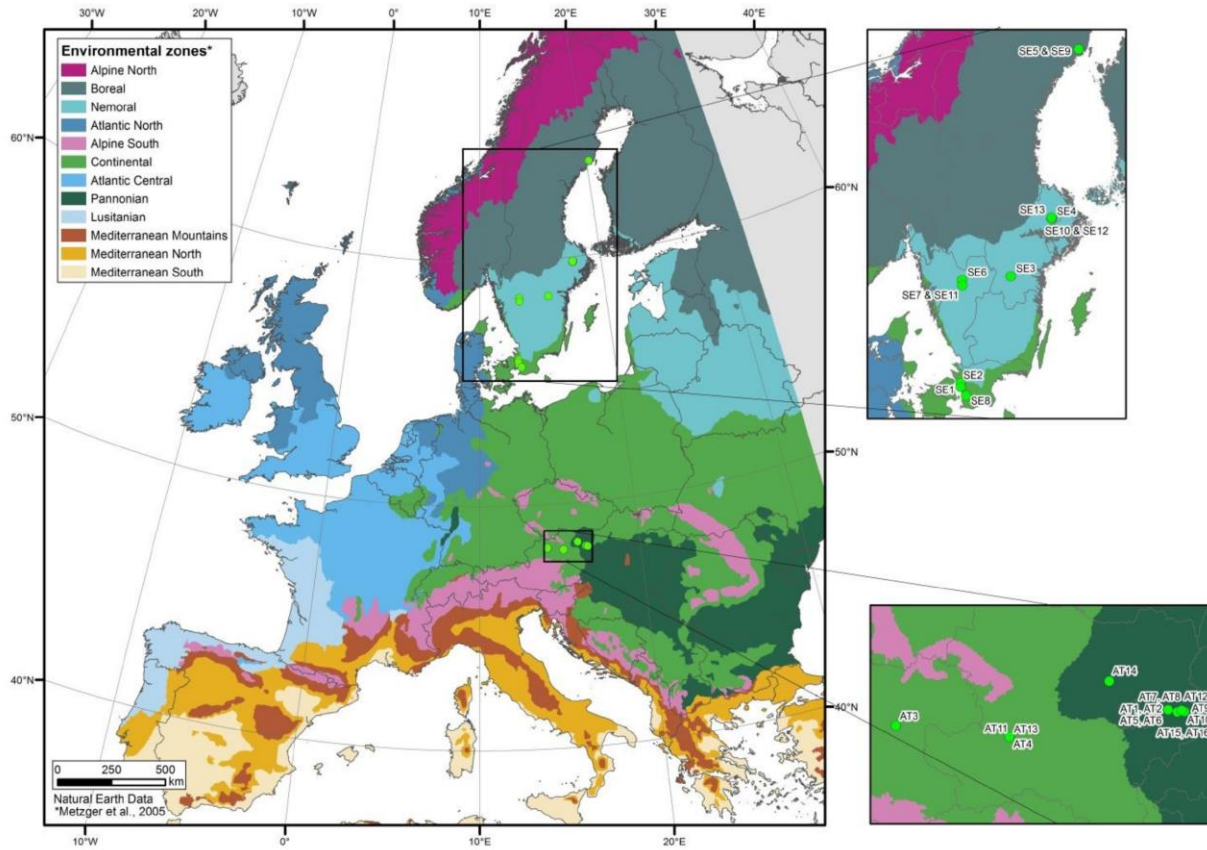 30°W 20°W 10°W 0° 10°E 20°E 30°E 40°E
Environmental zones*
Alpine North
Boreal
Nemoral
Atlantic North
Alpine South
Continental
Atlantic Central
Pannonian
Lusitanian
Mediterranean Mountains
Mediterranean North
Mediterranean South
60°N
50°N
40°N
60°N
50°N
40°N
0 250 500
km
Natural Earth Data
*Metzger et al., 2005
10°W 0° 10°E 20°E
SE5 & SE9
SE13 SE4
SE10 & SE12
SE6 SE3
SE7 & SE11
SE2
SE1
SE8
AT14
AT7, AT8 AT12
AT1, AT2 AT9
AT5, AT6
AT15, AT16
AT3
AT11 AT13
AT4